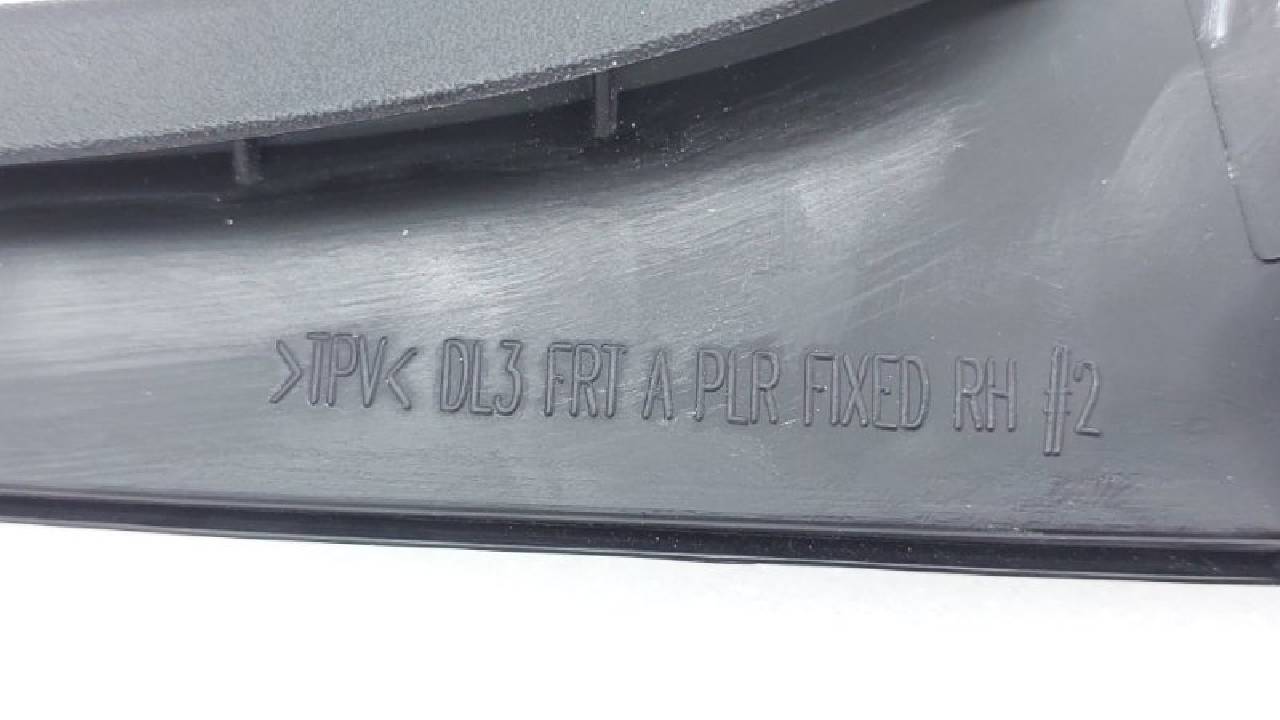 >TPV< DL3 FRT A PLR FIXED RH #2